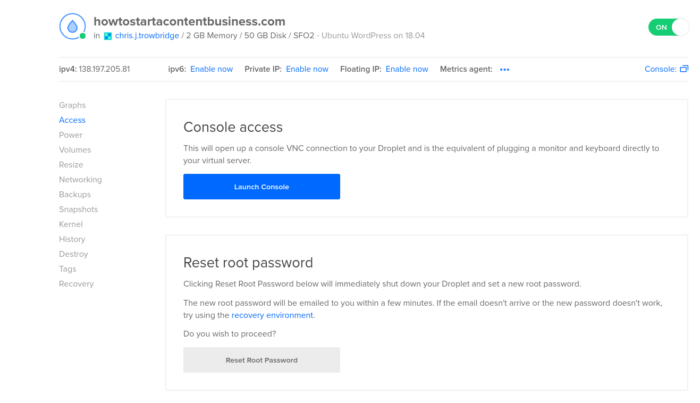 howtostartacontentbusiness.com
in chris.j.trowbridge / 2 GB Memory / 50 GB Disk / SFO2 - Ubuntu WordPress on 18.04
ON
ipv4: 138.197.205.81 ipv6: Enable now Private IP: Enable now Floating IP: Enable now Metrics agent: ••• Console:
Graphs
Access
Power
Volumes
Resize
Networking
Backups
Snapshots
Kernel
History
Destroy
Tags
Recovery
Console access
This will open up a console VNC connection to your Droplet and is the equivalent of plugging a monitor and keyboard directly to
your virtual server.
Launch Console
Reset root password
Clicking Reset Root Password below will immediately shut down your Droplet and set a new root password.
The new root password will be emailed to you within a few minutes. If the email doesn't arrive or the new password doesn't work,
try using the recovery environment.
Do you wish to proceed?
Reset Root Password